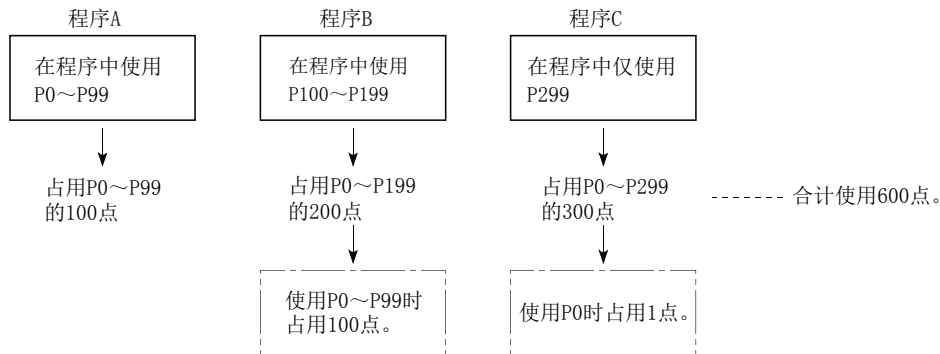 程序A
在程序中使用
P0～P99
占用P0～P99
的100点
程序B
在程序中使用
P100～P199
占用P0～P199
的200点
使用P0～P99时
占用100点。
程序C
在程序中仅使用
P299
占用P0～P299
的300点
使用P0时占用1点。
合计使用600点。